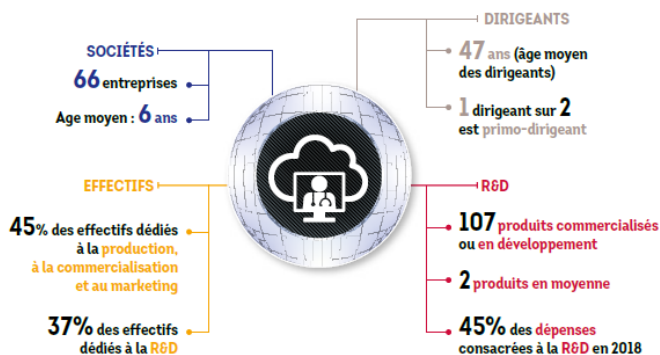 SOCIÉTÉS
66 entreprises
Age moyen : 6 ans
DIRIGEANTS
47 ans (âge moyen
des dirigeants)
1 dirigeant sur 2
est primo-dirigeant
EFFECTIFS
45% des effectifs dédiés
à la production,
à la commercialisation
et au marketing
37% des effectifs
dédiés à la R&D
R&D
107 produits commercialisés
ou en développement
2 produits en moyenne
45% des dépenses
consacrées à la R&D en 2018